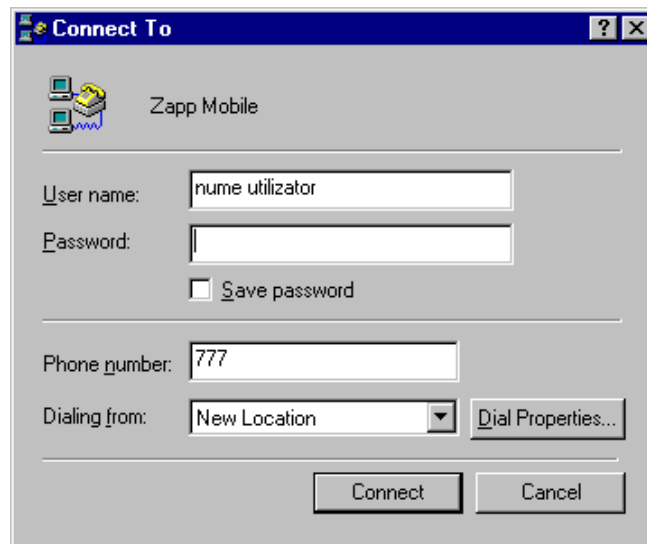 Connect To
Zapp Mobile
User name: nume utilizator
Password:
Save password
Phone number: 777
Dialing from: New Location Dial Properties...
Connect Cancel